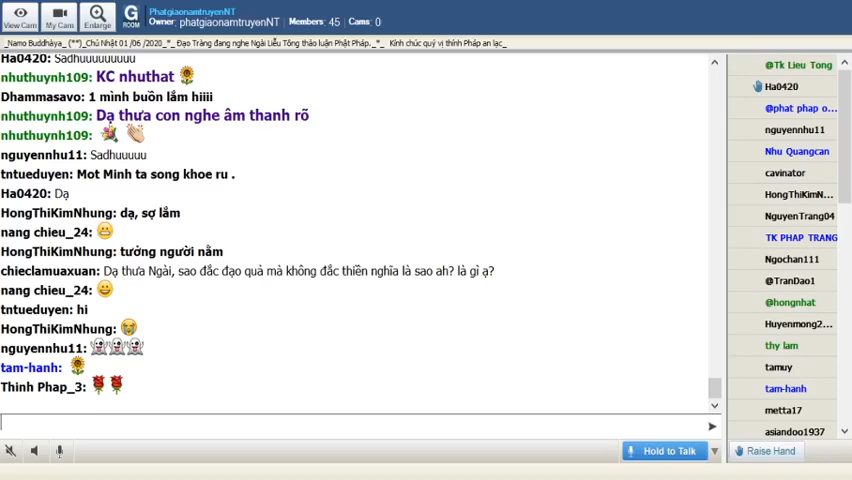 View Cam
My Cam
Enlarge
G
ROOM
PhatgiaonamtruyenNT
Owner: phatgiaonamtruyenNT Members: 45 Cams: 0
_Namo Buddhàya_ (**)_Chủ Nhật 01 /06 /2020_*_ Đạo Tràng đang nghe Ngài Liễu Tông thảo luận Phật Pháp._*_ Kính chúc quý vị thính Pháp an lạc_
Ha0420: Sadhuuuuuu
nhuthuynh109: KC nhuthat
Dhammasavo: 1 mình buồn lắm hiiii
nhuthuynh109: Dạ thưa con nghe âm thanh rõ
nhuthuynh109:
nguyennhu11: Sadhuuuuu
tntueduyen: Mot Minh ta song khoe ru .
Ha0420: Dạ
HongThiKimNhung: dạ, sợ lắm
nang chieu_24:
HongThiKimNhung: tưởng người nằm
chieclamuaxuan: Dạ thưa Ngài, sao đắc đạo quả mà không đắc thiền nghĩa là sao ah? là gì ạ?
nang chieu_24:
tntueduyen: hi
HongThiKimNhung:
nguyennhu11:
tam-hanh:
Thinh Phap_3:
@Tk Lieu Tong
Ha0420
@phat phap o...
nguyennhu11
Nhu Quangcan
cavinator
HongThiKimN...
NguyenTrang04
TK PHAP TRANG
Ngochan111
@TranDao1
@hongnhat
Huyenmong2...
thy lam
tamuy
tam-hanh
metta17
asiandoo1937
Hold to Talk
Raise Hand